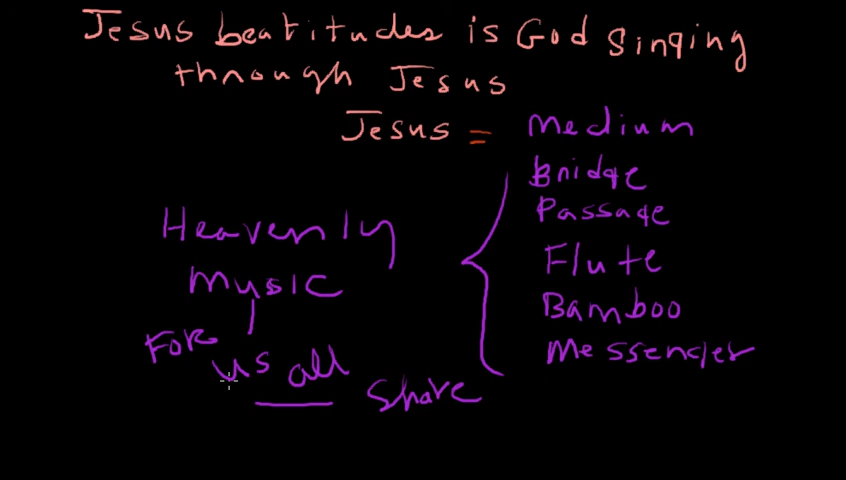 Jesus beatitudes is God singing
through Jesus
Jesus = medium
Bridge
Passage
Flute
Bamboo
Messenger
Heavenly
music
For
us all
share